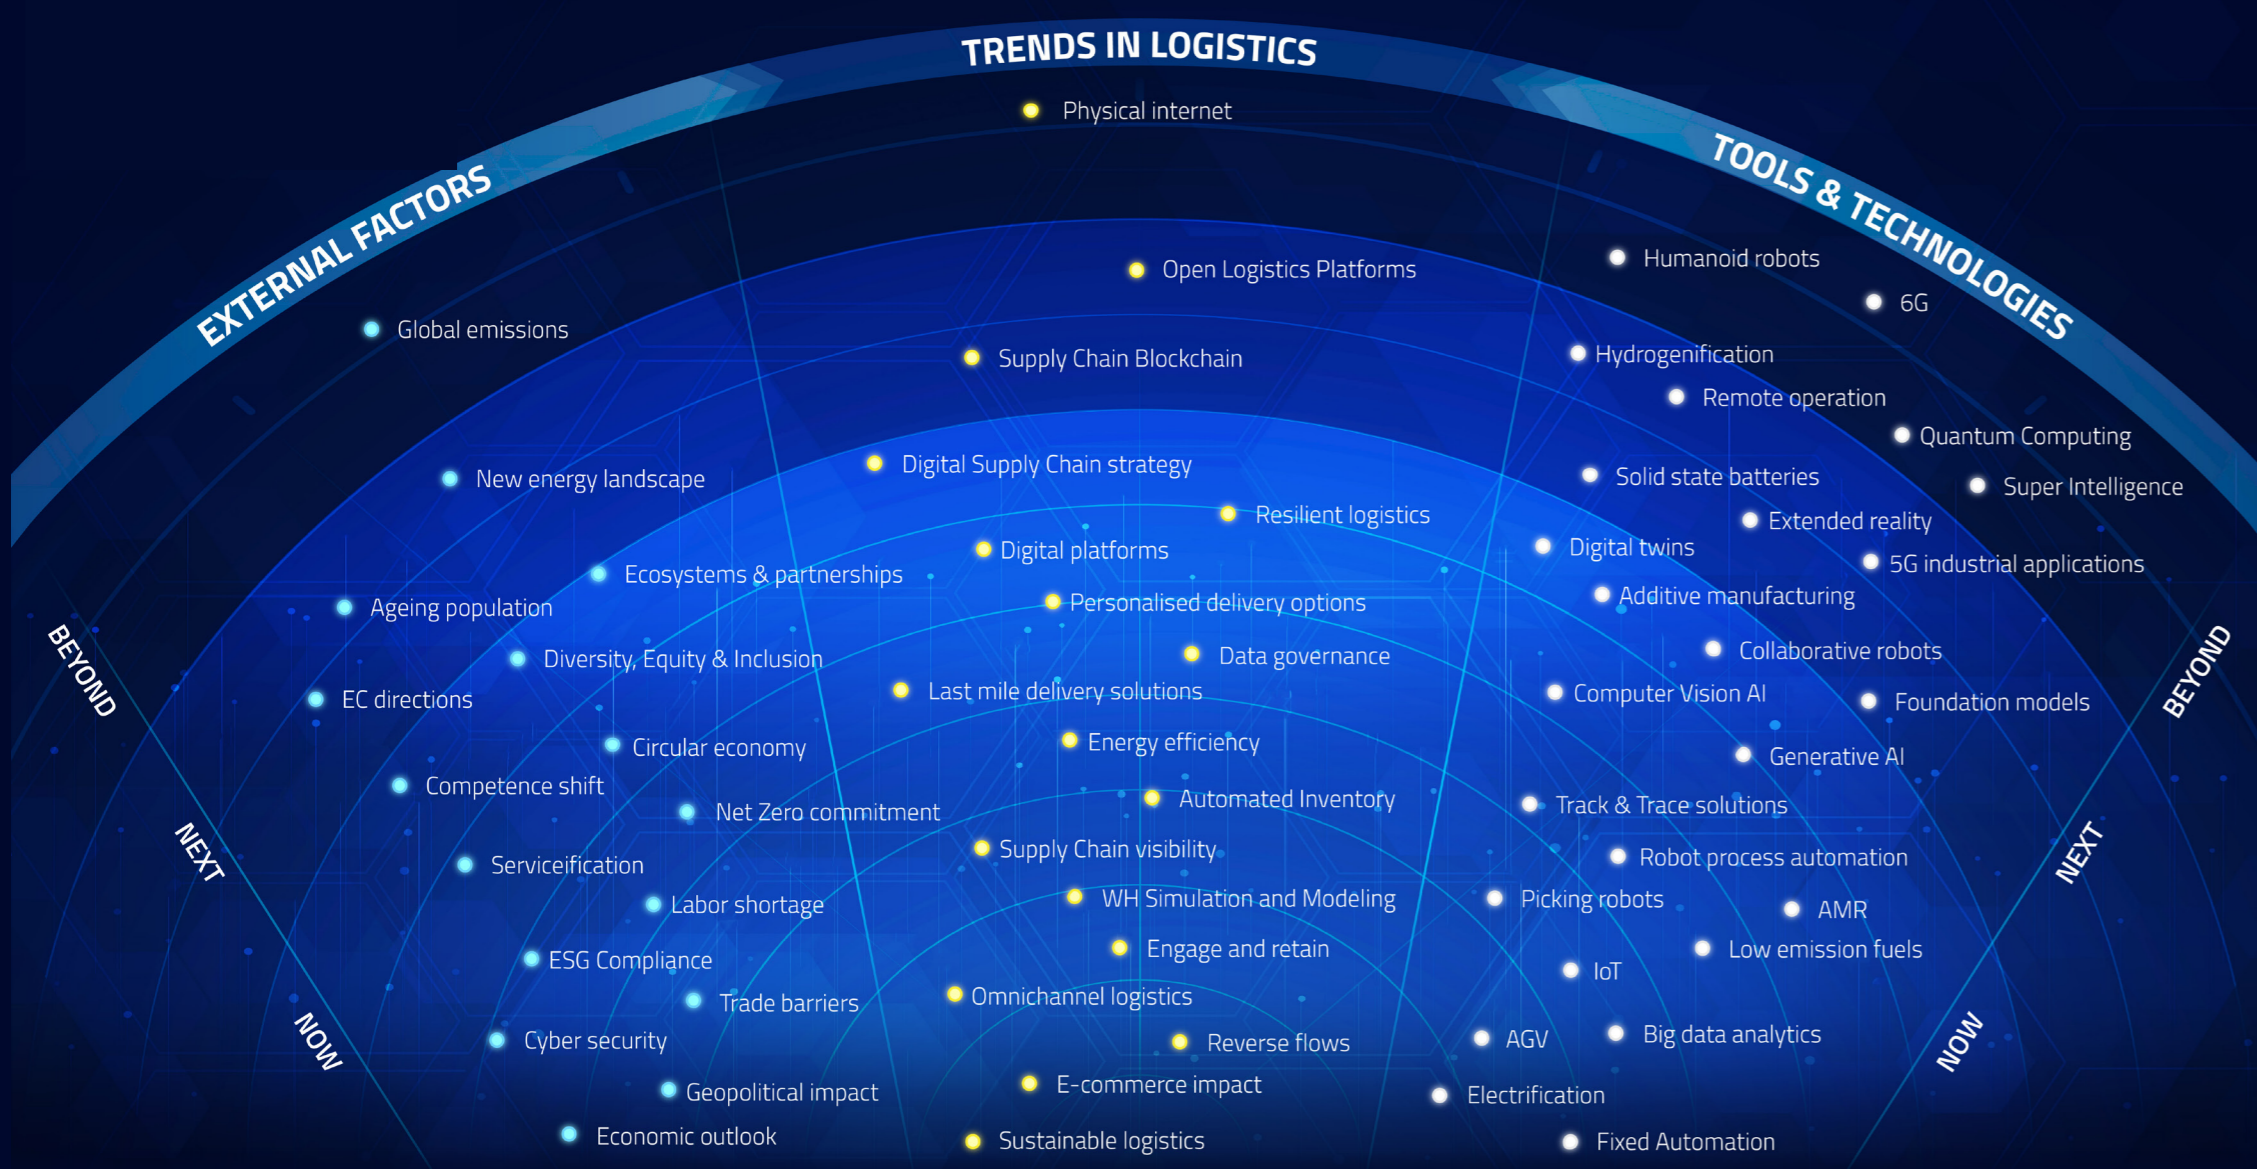 TRENDS IN LOGISTICS
EXTERNAL FACTORS
TOOLS & TECHNOLOGIES
Physical internet
Open Logistics Platforms
Supply Chain Blockchain
Digital Supply Chain strategy
Resilient logistics
Digital platforms
Personalised delivery options
Data governance
Last mile delivery solutions
Energy efficiency
Automated Inventory
Supply Chain visibility
WH Simulation and Modeling
Engage and retain
Omnichannel logistics
Reverse flows
E-commerce impact
Sustainable logistics
Global emissions
New energy landscape
Ecosystems & partnerships
Ageing population
Diversity, Equity & Inclusion
EC directions
Circular economy
Competence shift
Net Zero commitment
Serviceification
Labor shortage
ESG Compliance
Trade barriers
Cyber security
Geopolitical impact
Economic outlook
Humanoid robots
6G
Hydrogenification
Remote operation
Quantum Computing
Solid state batteries
Super Intelligence
Extended reality
Digital twins
5G industrial applications
Additive manufacturing
Collaborative robots
Computer Vision AI
Foundation models
Generative AI
Track & Trace solutions
Robot process automation
Picking robots
AMR
Low emission fuels
IoT
Big data analytics
AGV
Electrification
Fixed Automation
BEYOND
NEXT
NOW
BEYOND
NEXT
NOW